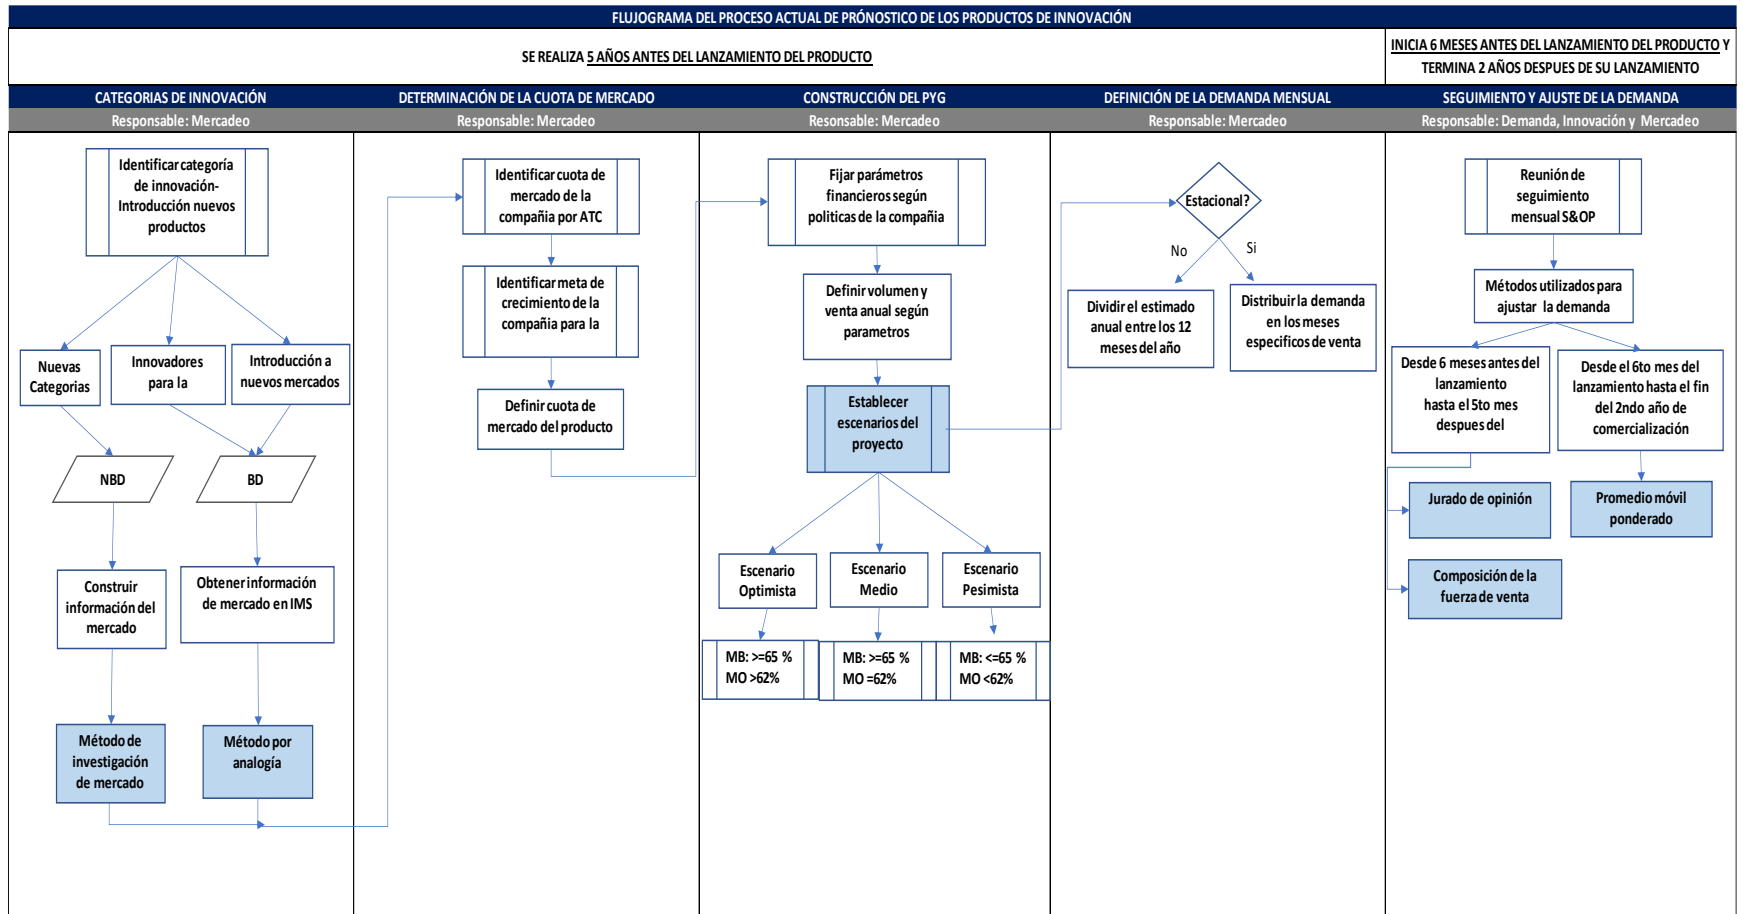 FLUJOGRAMA DEL PROCESO ACTUAL DE PRÓNOSTICO DE LOS PRODUCTOS DE INNOVACIÓN
SE REALIZA 5 AÑOS ANTES DEL LANZAMIENTO DEL PRODUCTO
INICIA 6 MESES ANTES DEL LANZAMIENTO DEL PRODUCTO Y
TERMINA 2 AÑOS DESPUES DE SU LANZAMIENTO
CATEGORIAS DE INNOVACIÓN
Responsable: Mercadeo
Identificar categoría
de innovación-
Introducción nuevos
productos
Nuevas
Categorias
Innovadores
para la
Introducción a
nuevos mercados
NBD
BD
Construir
información del
mercado
Obtener información
de mercado en IMS
Método de
investigación
de mercado
Método por
analogía
DETERMINACIÓN DE LA CUOTA DE MERCADO
Responsable: Mercadeo
Identificar cuota de
mercado de la
compañia por ATC
Identificar meta de
crecimiento de la
compañia para la
Definir cuota de
mercado del producto
CONSTRUCCIÓN DEL PYG
Resonsable: Mercadeo
Fijar parámetros
financieros según
politicas de la compañia
Definir volumen y
venta anual según
parametros
Establecer
escenarios del
proyecto
Escenario
Optimista
Escenario
Medio
Escenario
Pesimista
MB: >=65 %
MO >62%
MB: >=65 %
MO =62%
MB: <=65 %
MO <62%
DEFINICIÓN DE LA DEMANDA MENSUAL
Responsable: Mercadeo
Estacional?
No
Si
Dividir el estimado
anual entre los 12
meses del año
Distribuir la demanda
en los meses
especificos de venta
SEGUIMIENTO Y AJUSTE DE LA DEMANDA
Responsable: Demanda, Innovación y Mercadeo
Reunión de
seguimiento
mensual S&OP
Métodos utilizados para
ajustar la demanda
Desde 6 meses antes del
lanzamiento
hasta el 5to mes
despues del
Desde el 6to mes del
lanzamiento hasta el fin
del 2ndo año de
comercialización
Jurado de opinión
Promedio móvil
ponderado
Composición de la
fuerza de venta